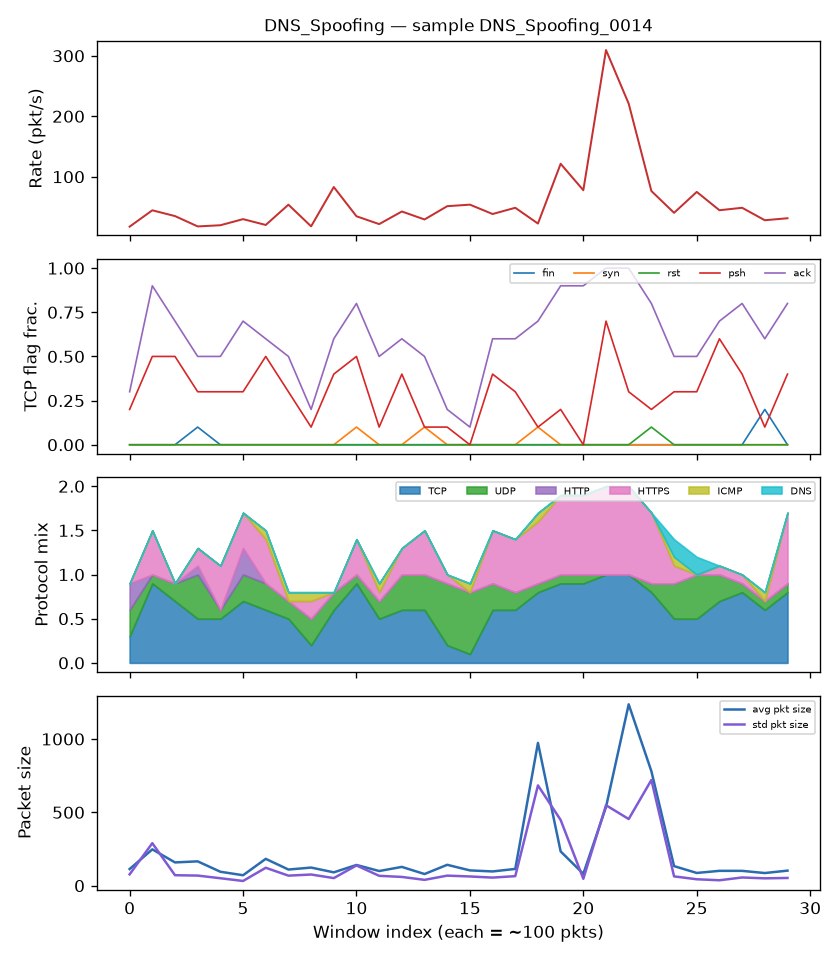 DNS_Spoofing — sample DNS_Spoofing_0014
300
200
100
Rate (pkt/s)
1.00
0.75
0.50
0.25
0.00
TCP flag frac.
fin syn rst psh ack
2.0
1.5
1.0
0.5
0.0
Protocol mix
TCP UDP HTTP HTTPS ICMP DNS
1000
500
0
Packet size
avg pkt size
std pkt size
0 5 10 15 20 25 30
Window index (each = ~100 pkts)